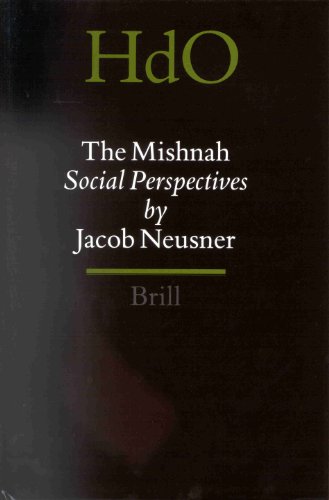 HdO
The Mishnah
Social Perspectives
by
Jacob Neusner
Brill